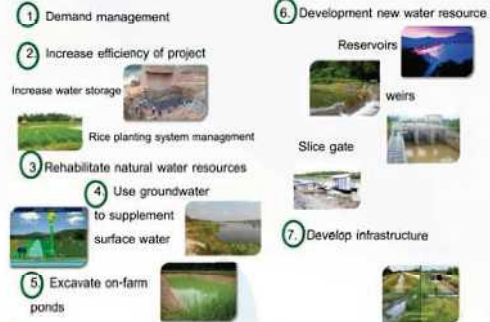 1. Demand management
2. Increase efficiency of project
Increase water storage
Rice planting system management
3. Rehabilitate natural water resources
4. Use groundwater
to supplement
surface water
5. Excavate on-farm
ponds
6. Development new water resource
Reservoirs
weirs
Slice gate
7. Develop infrastructure